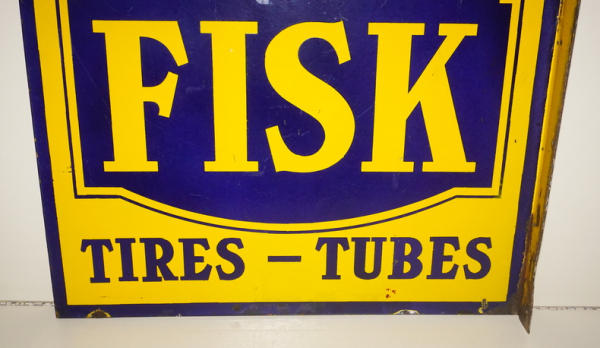 FISK
TIRES – TUBES